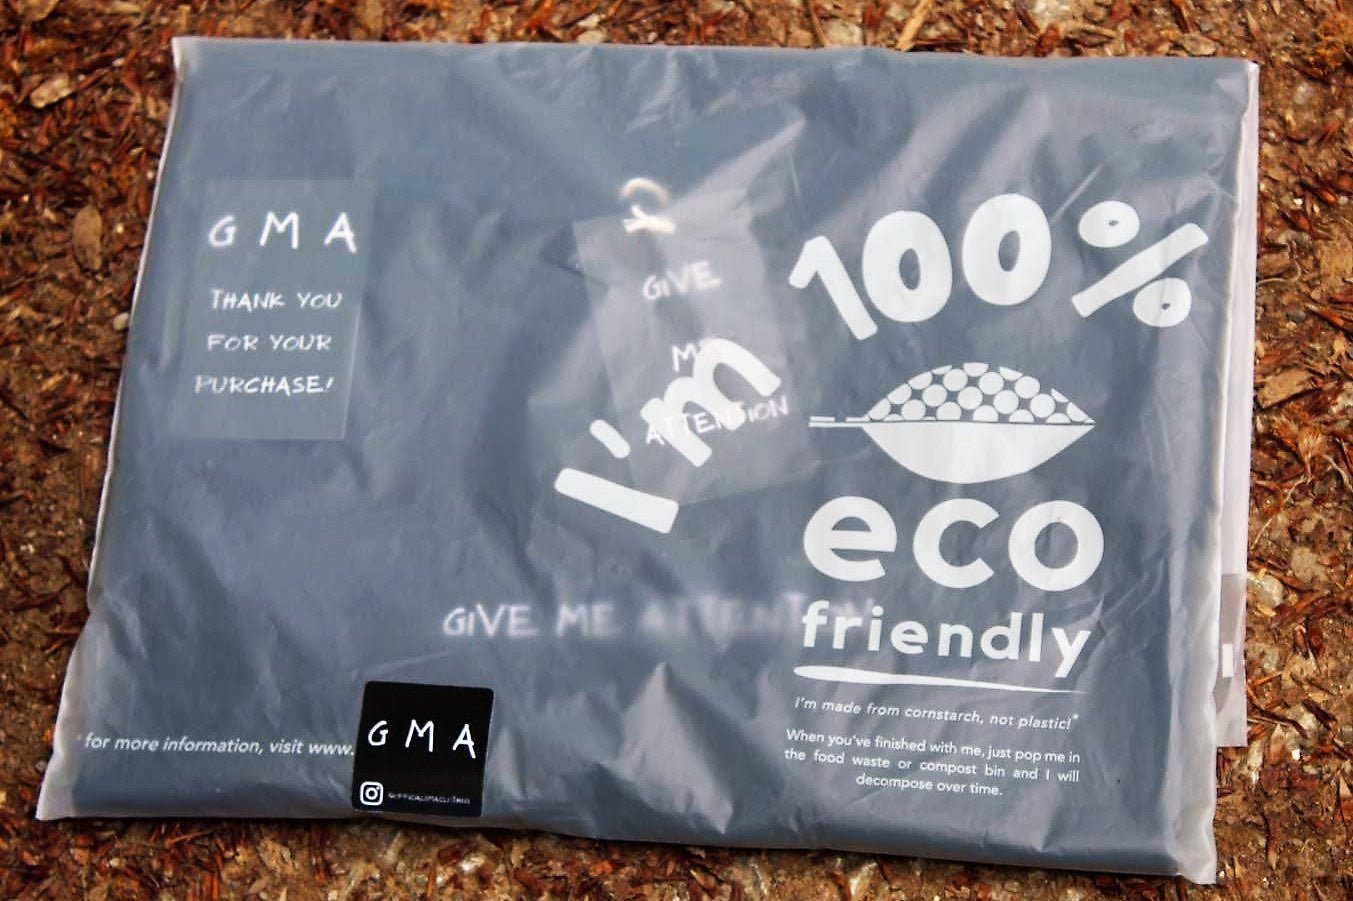 G M A
THANK YOU
FOR YOUR
PURCHASE!
GiVE
ME
ATTENTION
I'm 100%
eco
friendly
I'm made from cornstarch, not plastic!*
When you've finished with me, just pop me in
the food waste or compost bin and I will
decompose over time.
GiVE ME ATTENTION
* for more information, visit www.
G M A